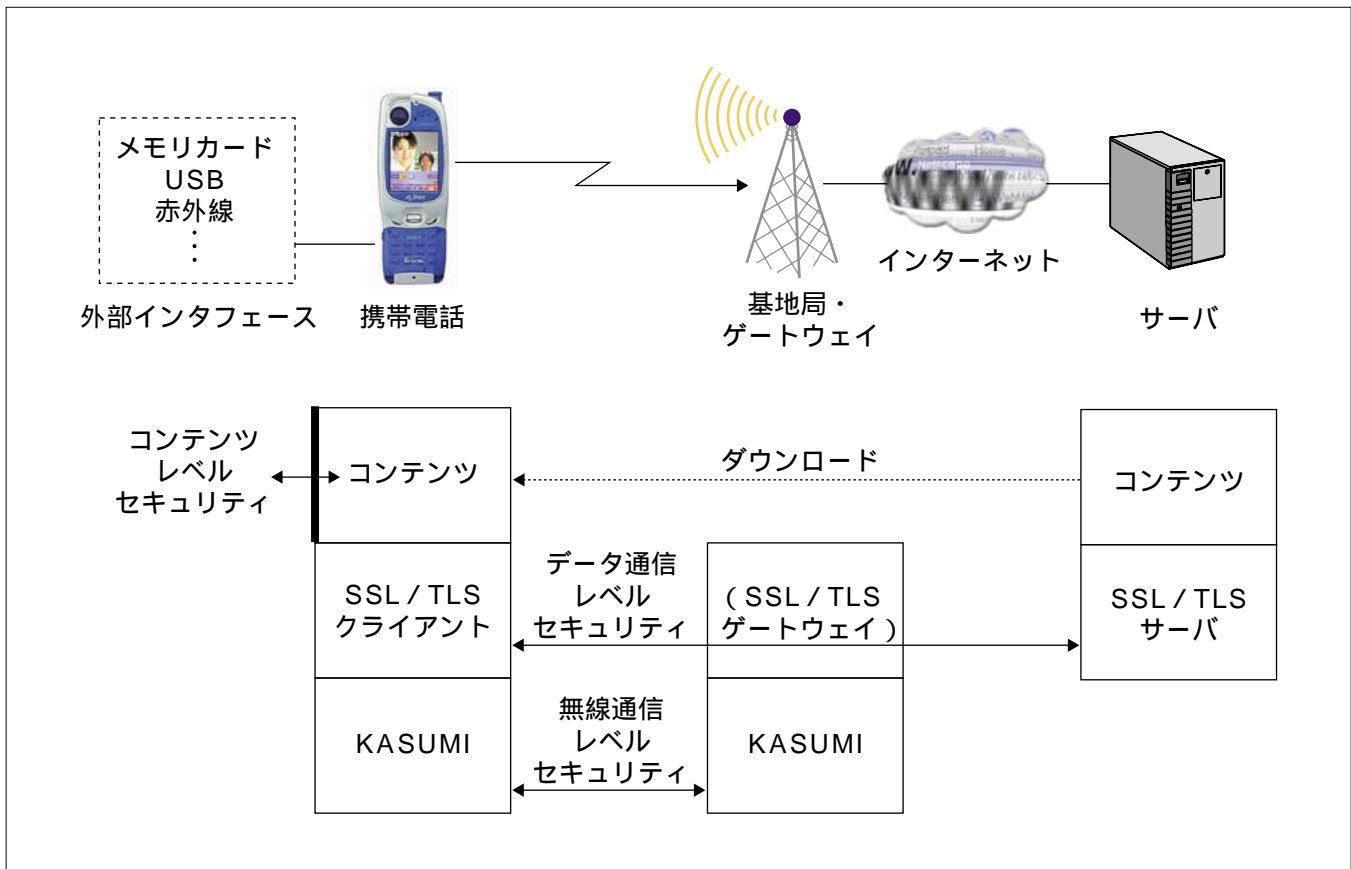 メモリカード
USB
赤外線
:
外部インタフェース
携帯電話
基地局・
ゲートウェイ
Home
Netscape
W.
インターネット
サーバ
コンテンツ
レベル
セキュリティ
コンテンツ
ダウンロード
コンテンツ
SSL / TLS
クライアント
データ通信
レベル
セキュリティ
( SSL / TLS
ゲートウェイ )
SSL / TLS
サーバ
KASUMI
無線通信
レベル
セキュリティ
KASUMI